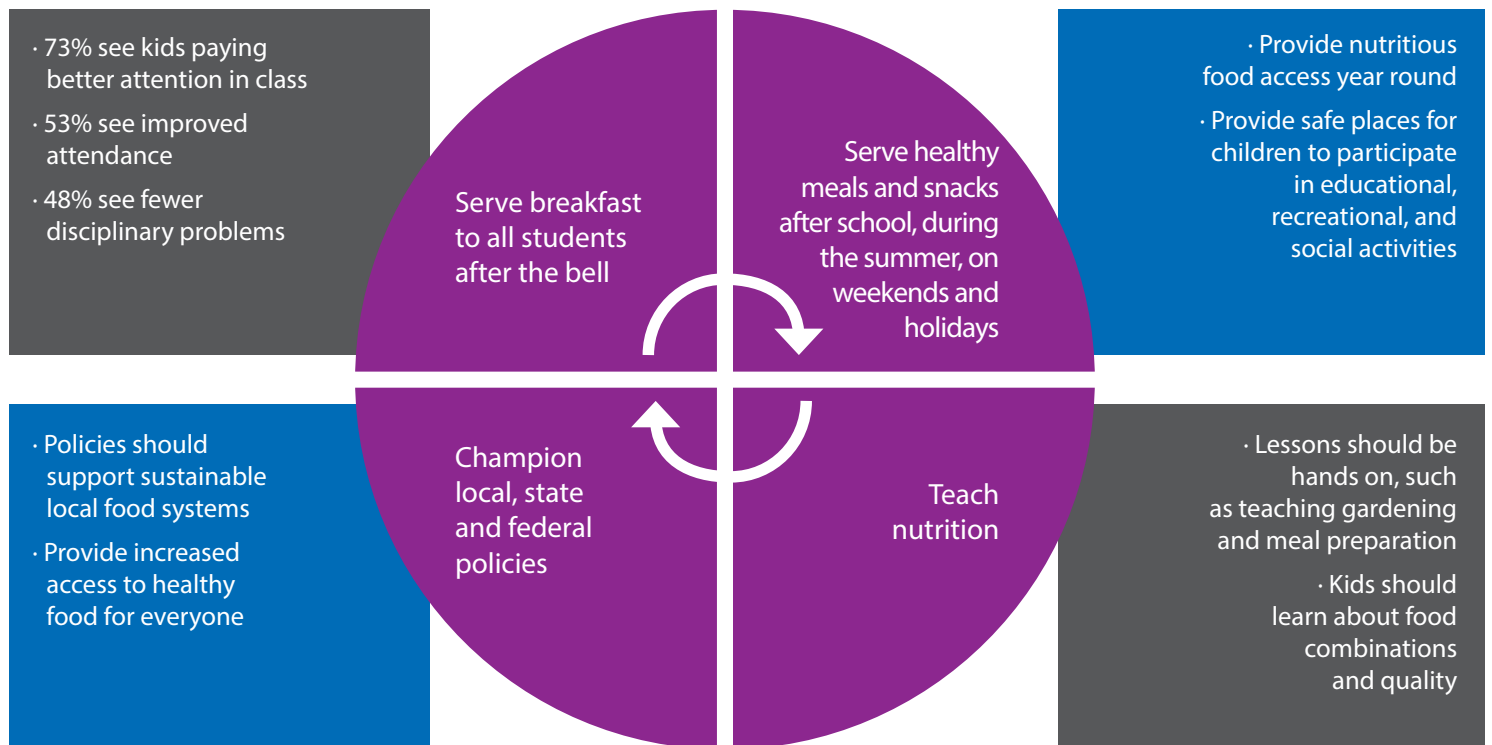 · 73% see kids paying
better attention in class
· 53% see improved
attendance
· 48% see fewer
disciplinary problems
Serve breakfast
to all students
after the bell
Serve healthy
meals and snacks
after school, during
the summer, on
weekends and
holidays
· Provide nutritious
food access year round
· Provide safe places for
children to participate
in educational,
recreational, and
social activities
· Policies should
support sustainable
local food systems
· Provide increased
access to healthy
food for everyone
Champion
local, state
and federal
policies
Teach
nutrition
· Lessons should be
hands on, such
as teaching gardening
and meal preparation
· Kids should
learn about food
combinations
and quality